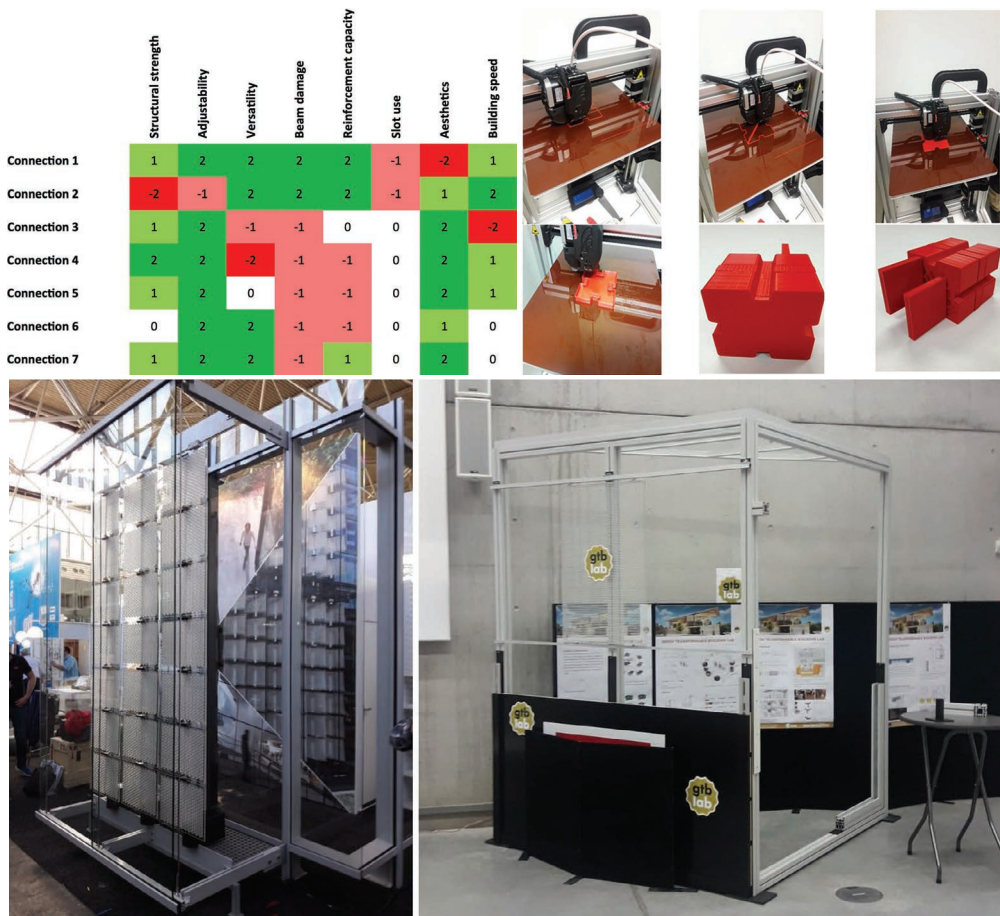 Structural strength Adjustability Versatility Beam damage Reinforcement capacity Slot use Aesthetics Building speed
Connection 1 1 2 2 2 2 -1 -2 1
Connection 2 -2 -1 2 2 2 -1 1 2
Connection 3 1 2 -1 -1 0 0 2 -2
Connection 4 2 2 -2 -1 -1 0 2 1
Connection 5 1 2 0 -1 -1 0 2 1
Connection 6 0 2 2 -1 -1 0 1 0
Connection 7 1 2 2 -1 1 0 2 0
gtb
lab
gtb
lab
gtb
lab
gtb
lab